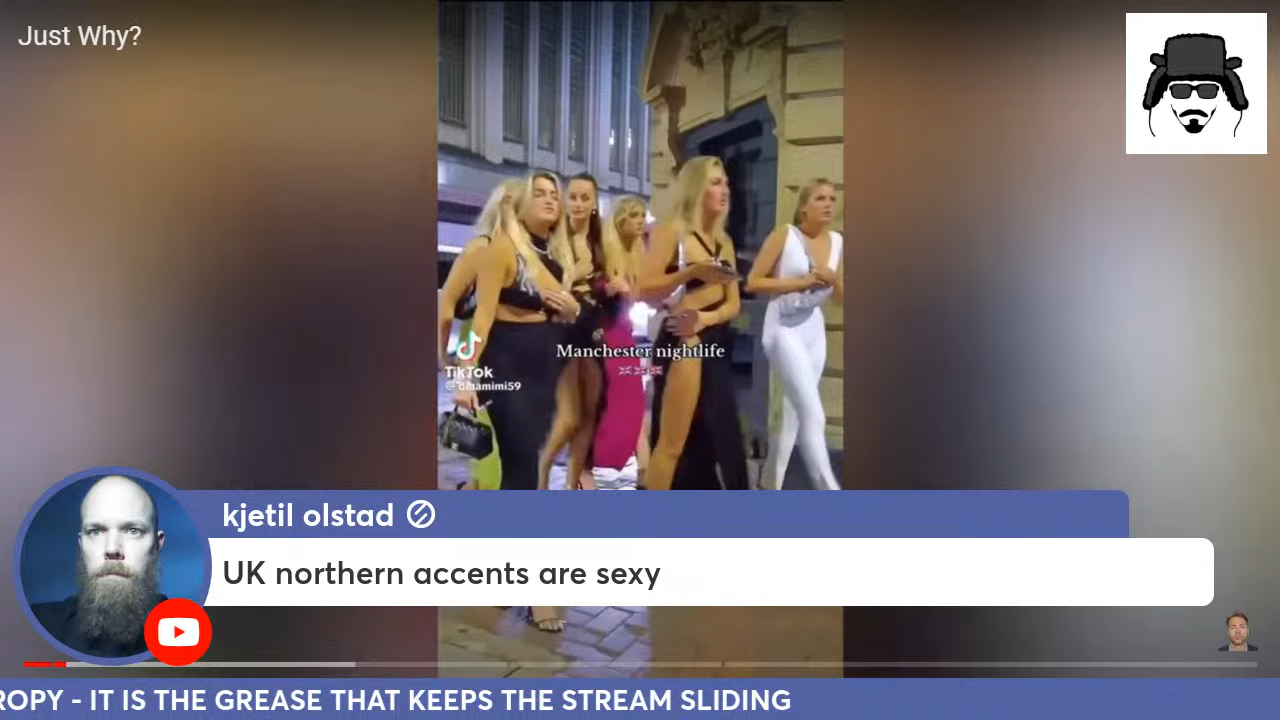 Just Why?
Manchester nightlife
TikTok
kjetil olstad
UK northern accents are sexy
ROPY - IT IS THE GREASE THAT KEEPS THE STREAM SLIDING